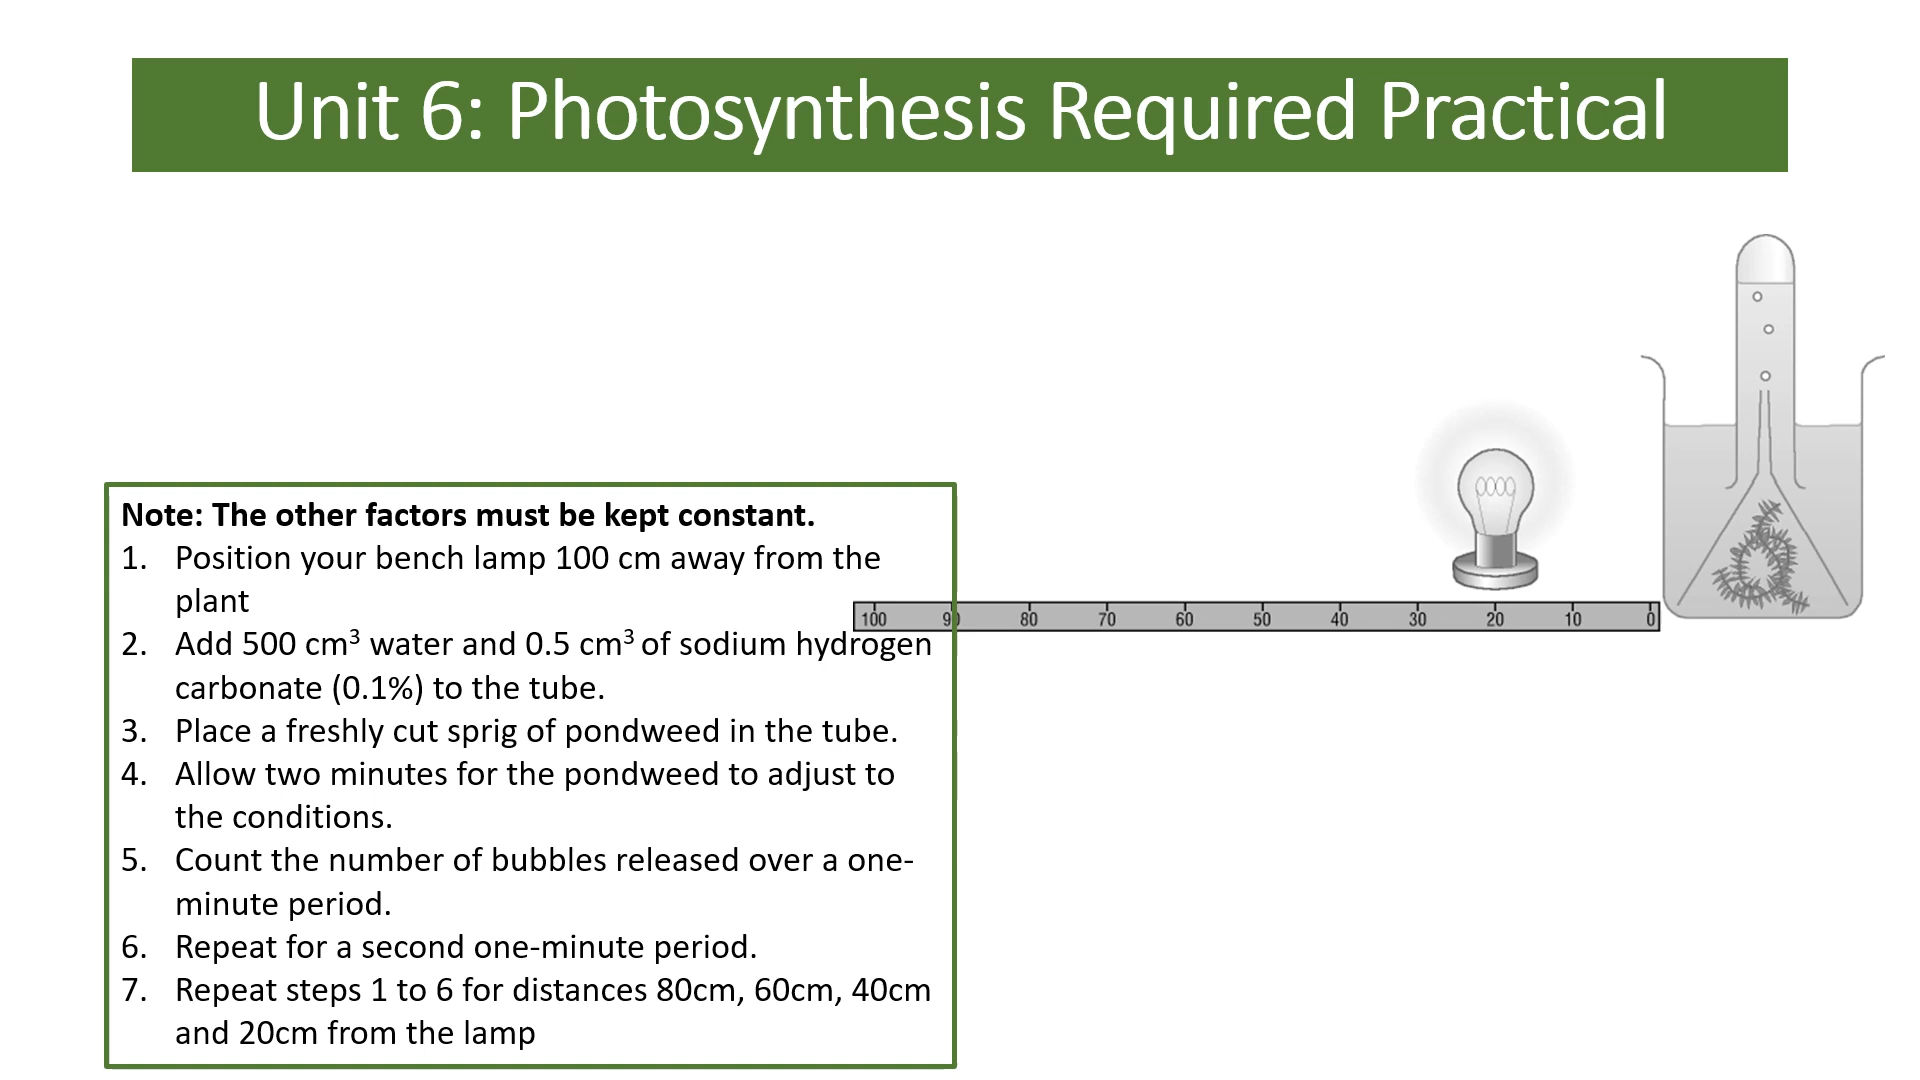 Unit 6: Photosynthesis Required Practical
Note: The other factors must be kept constant.
1. Position your bench lamp 100 cm away from the
plant
2. Add 500 cm³ water and 0.5 cm³ of sodium hydrogen
carbonate (0.1%) to the tube.
3. Place a freshly cut sprig of pondweed in the tube.
4. Allow two minutes for the pondweed to adjust to
the conditions.
5. Count the number of bubbles released over a one-
minute period.
6. Repeat for a second one-minute period.
7. Repeat steps 1 to 6 for distances 80cm, 60cm, 40cm
and 20cm from the lamp
100 90 80 70 60 50 40 30 20 10 0